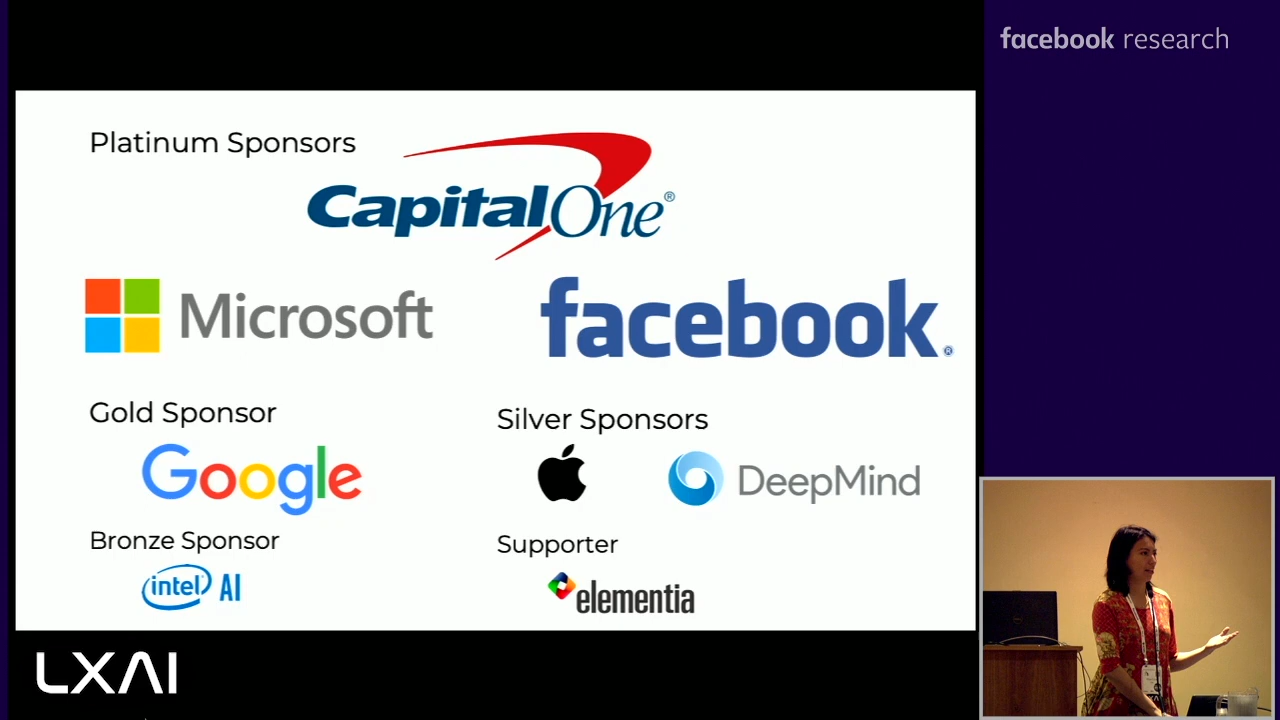 facebook research
Platinum Sponsors
CapitalOne®
Microsoft
facebook®
Gold Sponsor
Silver Sponsors
Google
DeepMind
Bronze Sponsor
Supporter
intel® AI
elementia
LXAI